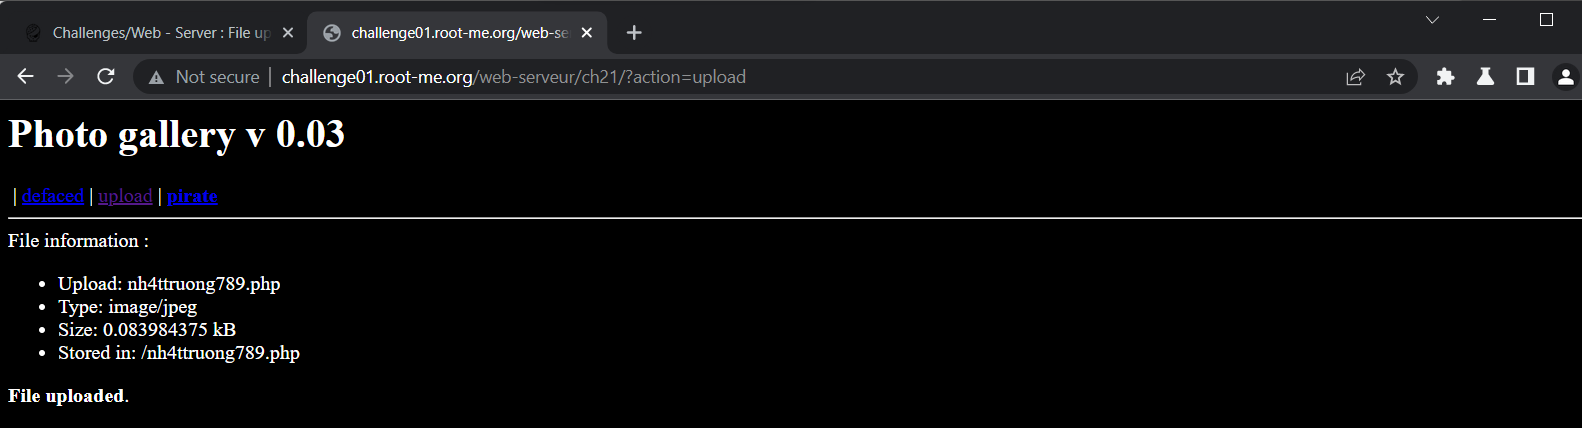 Challenges/Web - Server : File up
challenge01.root-me.org/web-se
Not secure | challenge01.root-me.org/web-serveur/ch21/?action=upload
Photo gallery v 0.03
| defaced | upload | pirate
File information :
• Upload: nh4ttruong789.php
• Type: image/jpeg
• Size: 0.083984375 kB
• Stored in: /nh4ttruong789.php
File uploaded.